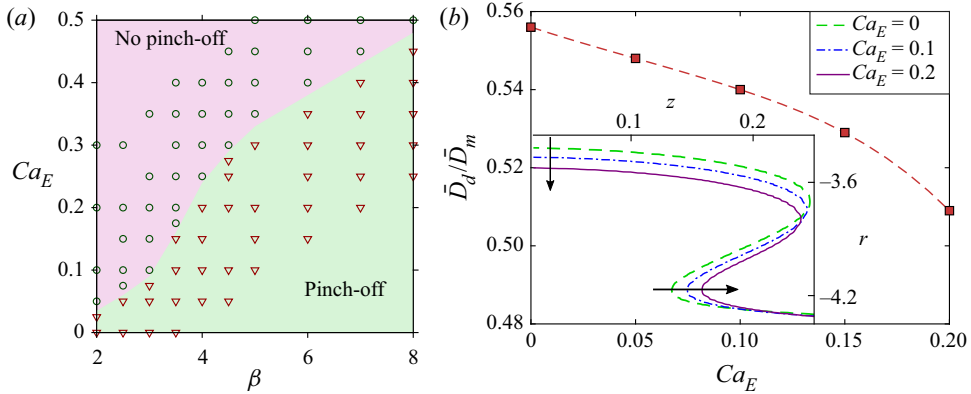 (a)
No pinch-off
Pinch-off
0.5
0.4
0.3
0.2
0.1
0
Ca_E
2
4
6
8
β
(b)
0.56
0.54
0.52
0.50
0.48
D̄_d/D̄_m
Ca_E = 0
Ca_E = 0.1
Ca_E = 0.2
z
0.1
0.2
−3.6
r
−4.2
0
0.05
0.10
0.15
0.20
Ca_E